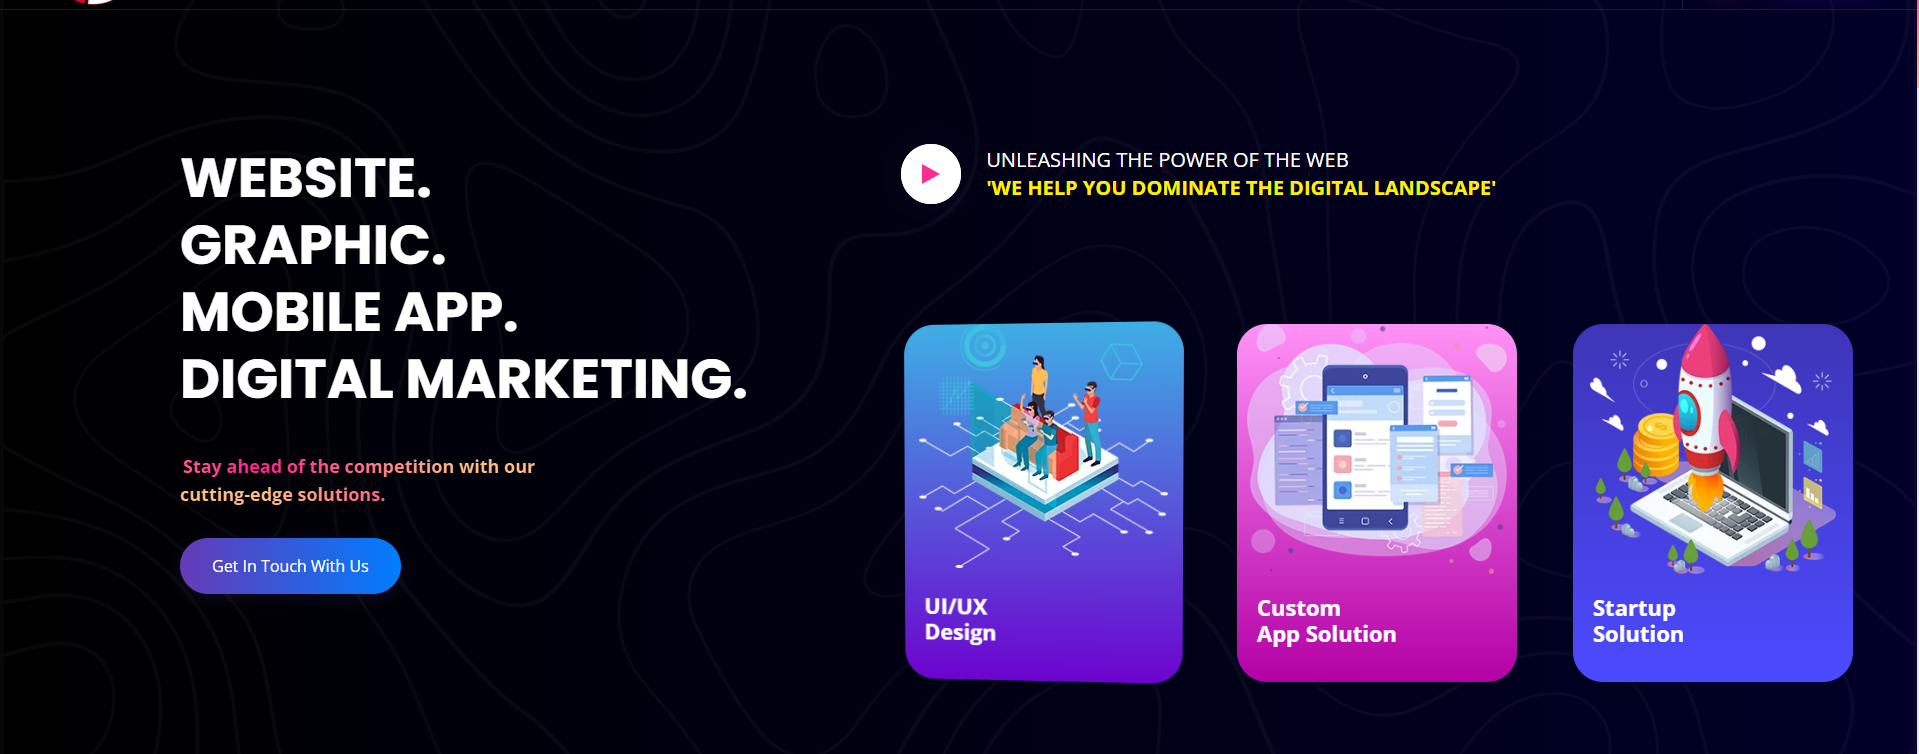 WEBSITE.
GRAPHIC.
MOBILE APP.
DIGITAL MARKETING.
Stay ahead of the competition with our
cutting-edge solutions.
Get In Touch With Us
UNLEASHING THE POWER OF THE WEB
'WE HELP YOU DOMINATE THE DIGITAL LANDSCAPE'
UI/UX
Design
Custom
App Solution
Startup
Solution